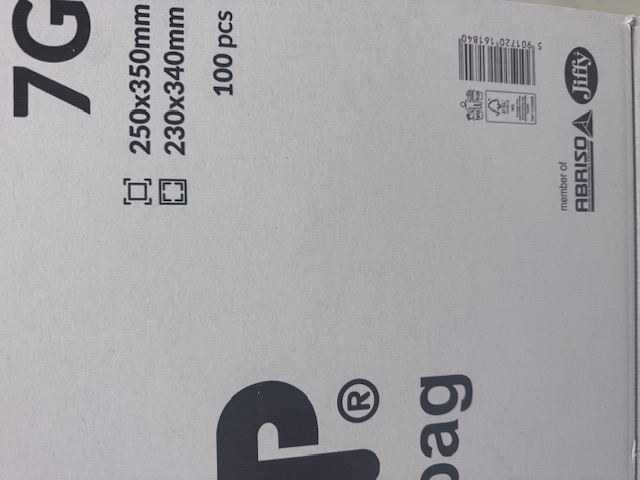 7G
250x350mm
230x340mm
100 pcs
5 901720 161840
Jiffy
member of
ABRISO
®
bag